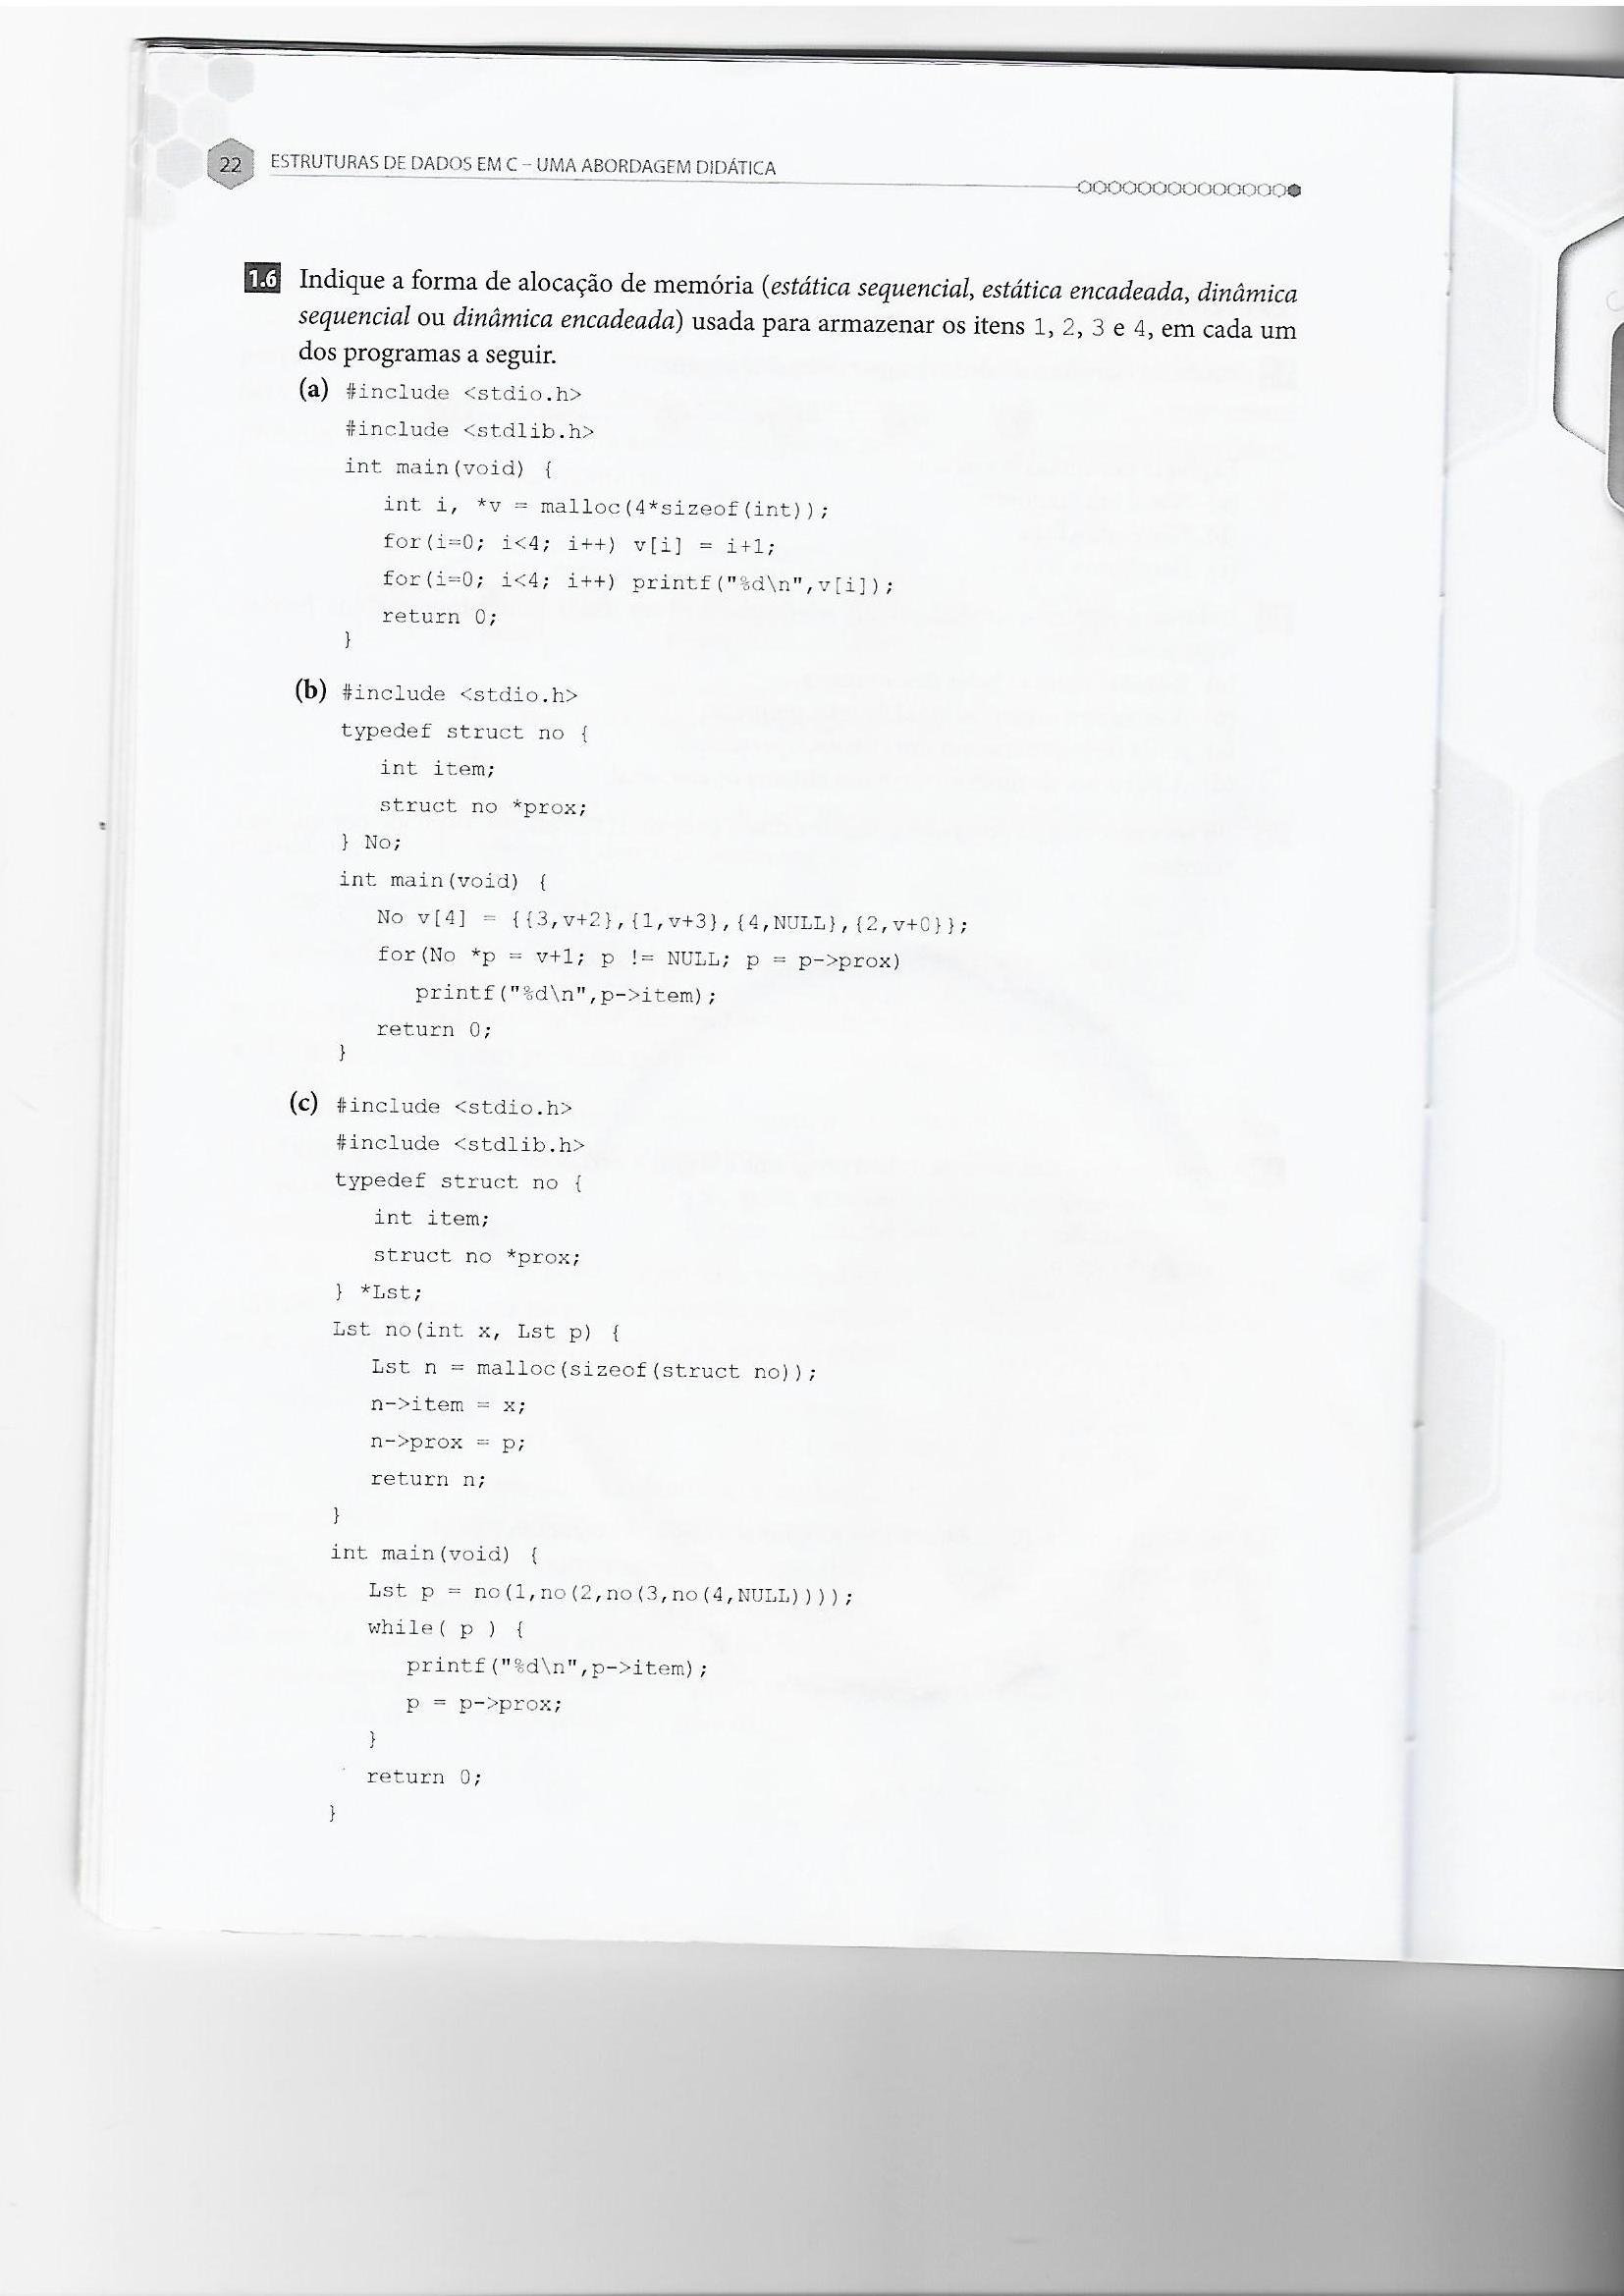 22 ESTRUTURAS DE DADOS EM C – UMA ABORDAGEM DIDÁTICA
1.6 Indique a forma de alocação de memória (estática sequencial, estática encadeada, dinâmica
sequencial ou dinâmica encadeada) usada para armazenar os itens 1, 2, 3 e 4, em cada um
dos programas a seguir.
(a) #include <stdio.h>
#include <stdlib.h>
int main(void) {
int i, *v = malloc(4*sizeof(int));
for(i=0; i<4; i++) v[i] = i+1;
for(i=0; i<4; i++) printf("%d\n",v[i]);
return 0;
}
(b) #include <stdio.h>
typedef struct no {
int item;
struct no *prox;
} No;
int main(void) {
No v[4] = {{3,v+2},{1,v+3},{4,NULL},{2,v+0}};
for(No *p = v+1; p != NULL; p = p->prox)
printf("%d\n",p->item);
return 0;
}
(c) #include <stdio.h>
#include <stdlib.h>
typedef struct no {
int item;
struct no *prox;
} *Lst;
Lst no(int x, Lst p) {
Lst n = malloc(sizeof(struct no));
n->item = x;
n->prox = p;
return n;
}
int main(void) {
Lst p = no(1,no(2,no(3,no(4,NULL))));
while( p ) {
printf("%d\n",p->item);
p = p->prox;
}
return 0;
}